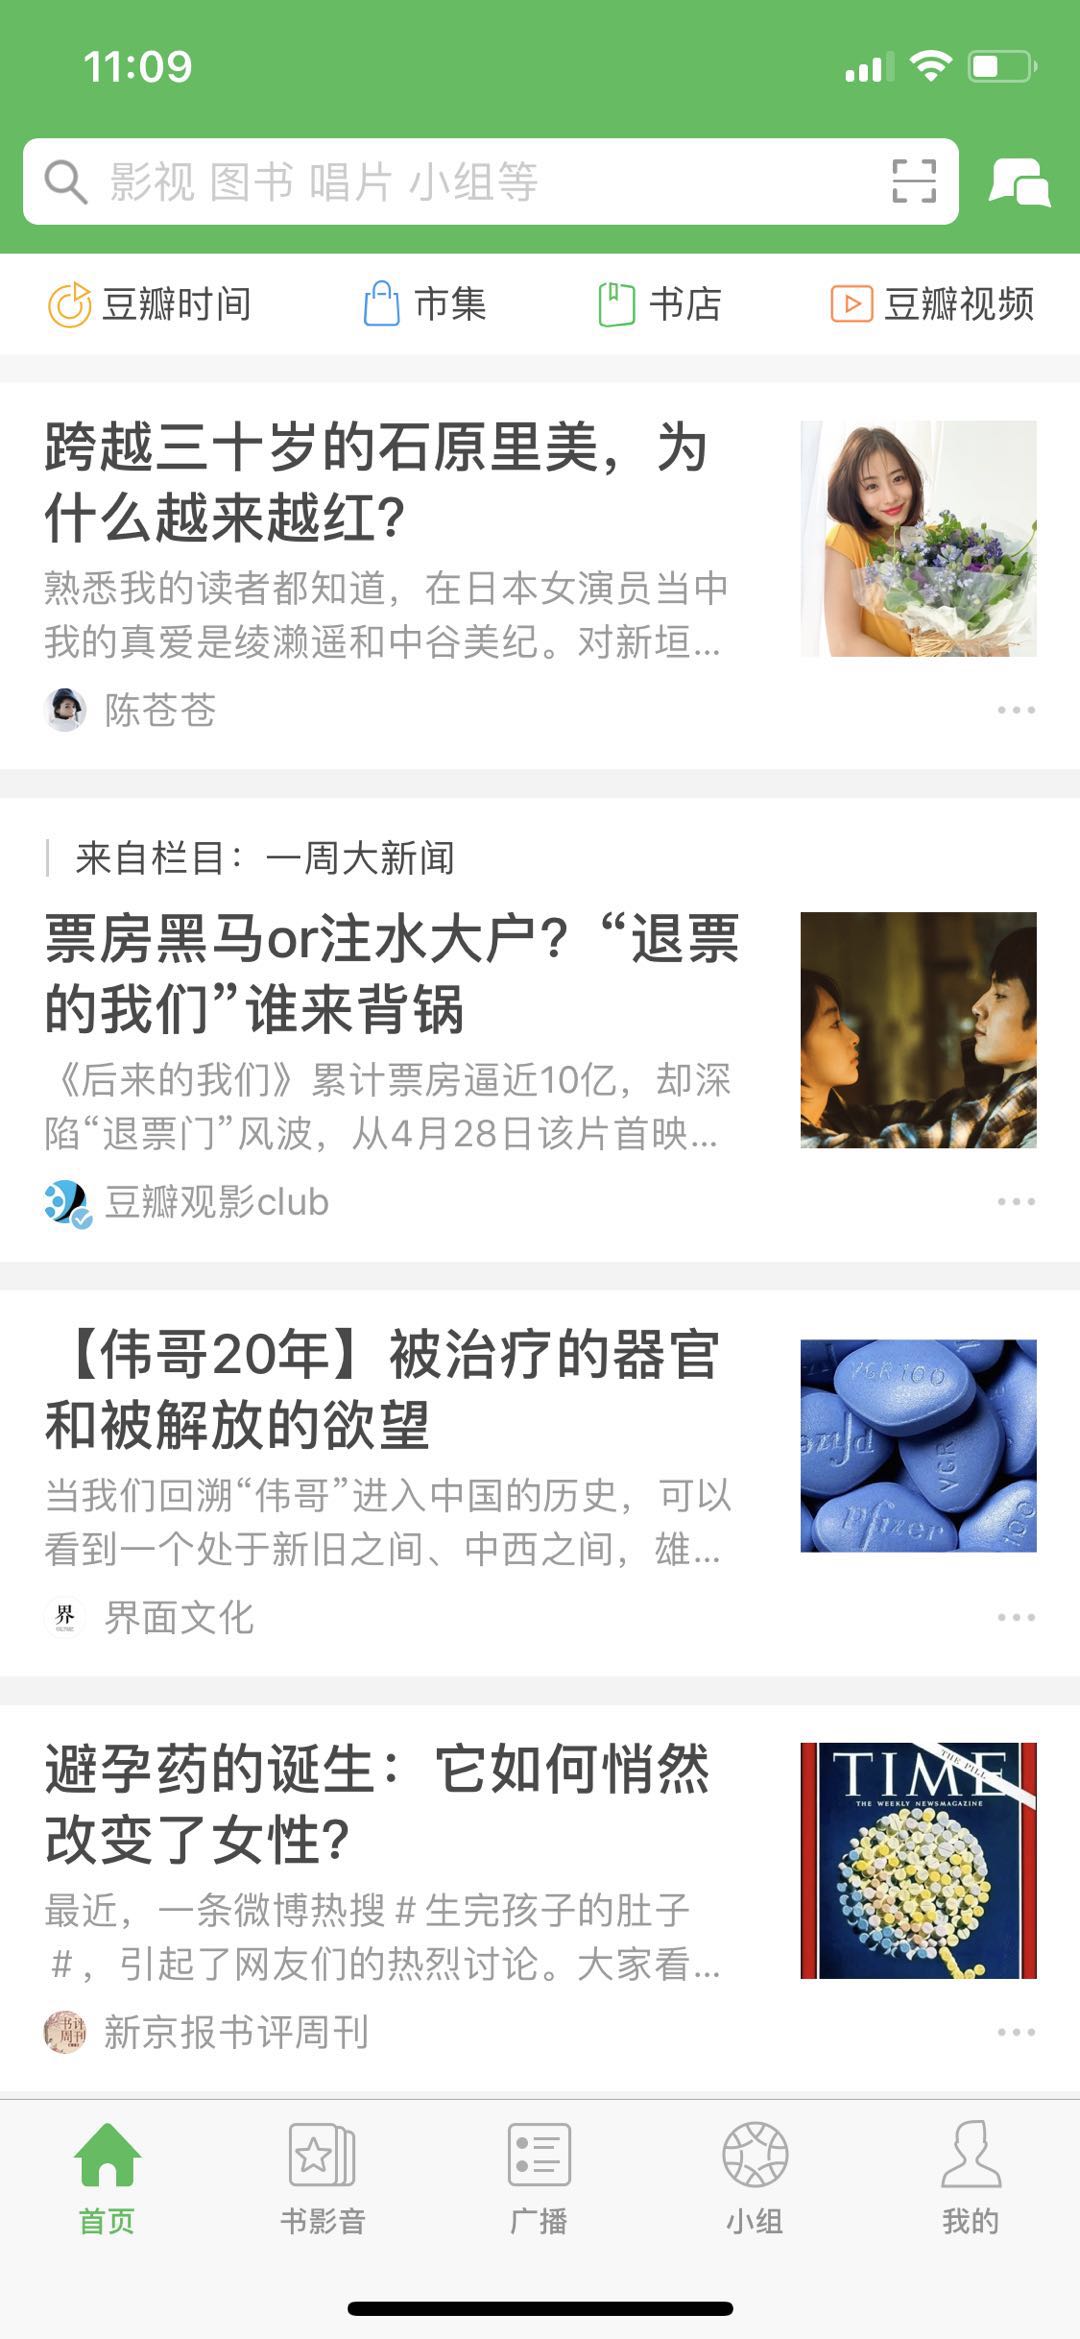 11:09
影视 图书 唱片 小组等
豆瓣时间 市集 书店 豆瓣视频
跨越三十岁的石原里美，为
什么越来越红？
熟悉我的读者都知道，在日本女演员当中
我的真爱是绫濑遥和中谷美纪。对新垣...
陈苍苍
来自栏目：一周大新闻
票房黑马or注水大户？“退票
的我们”谁来背锅
《后来的我们》累计票房逼近10亿，却深
陷“退票门”风波，从4月28日该片首映...
豆瓣观影club
【伟哥20年】被治疗的器官
和被解放的欲望
VGR 100
pfizer
VGR
pfizer
100
当我们回溯“伟哥”进入中国的历史，可以
看到一个处于新旧之间、中西之间，雄...
界
界面文化
避孕药的诞生：它如何悄然
改变了女性？
THE PILL
TIME
THE WEEKLY NEWSMAGAZINE
最近，一条微博热搜＃生完孩子的肚子
＃，引起了网友们的热烈讨论。大家看...
书评
周刊
新京报书评周刊
首页 书影音 广播 小组 我的